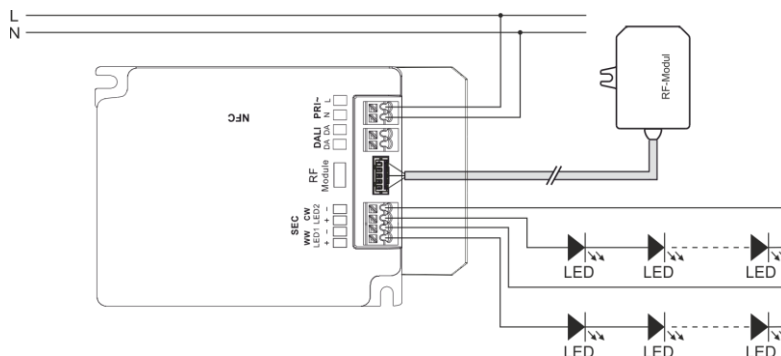 L
N
NFC
PRI~
L
N
DALI
DA
DA
RF
Module
SEC
CW
LED2
−
+
WW
LED1
−
+
RF-Modul
LED
LED
LED
LED
LED
LED